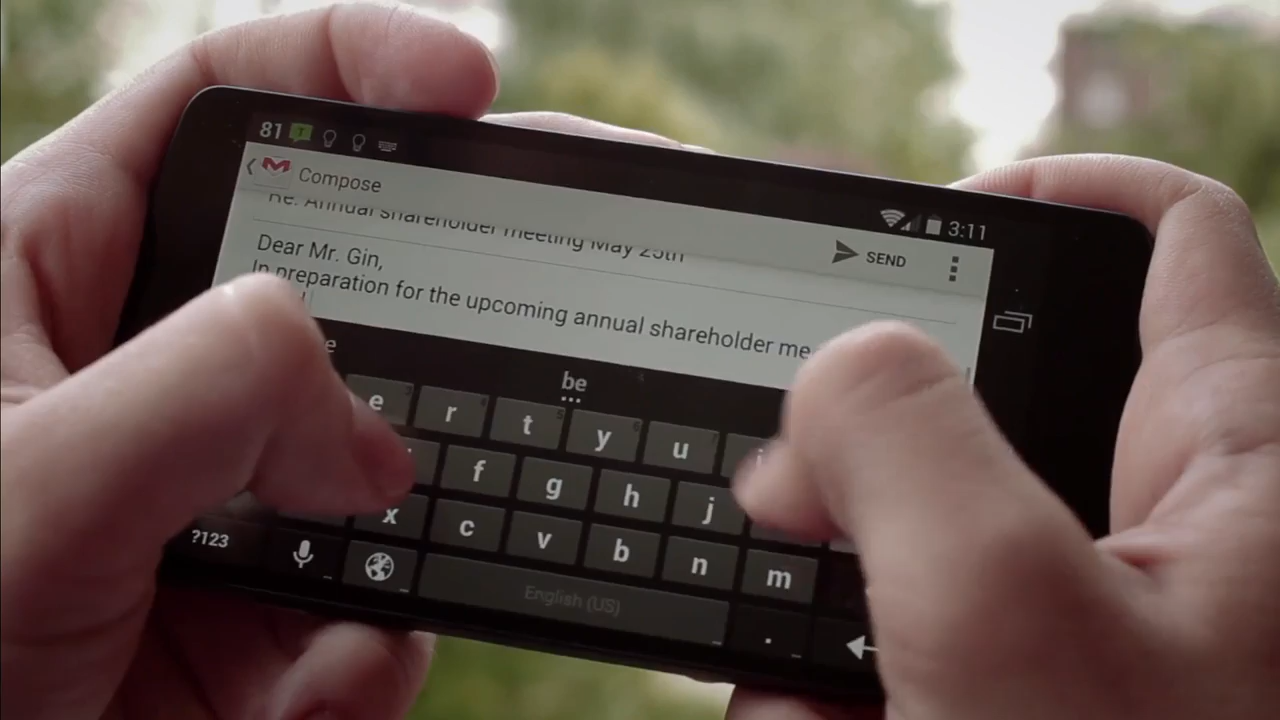 81
3:11
Compose
SEND
Re: Annual shareholder meeting May 25th
Dear Mr. Gin,
In preparation for the upcoming annual shareholder me
be
e r t y u i
f g h j
x c v b n m
?123
English (US)
.